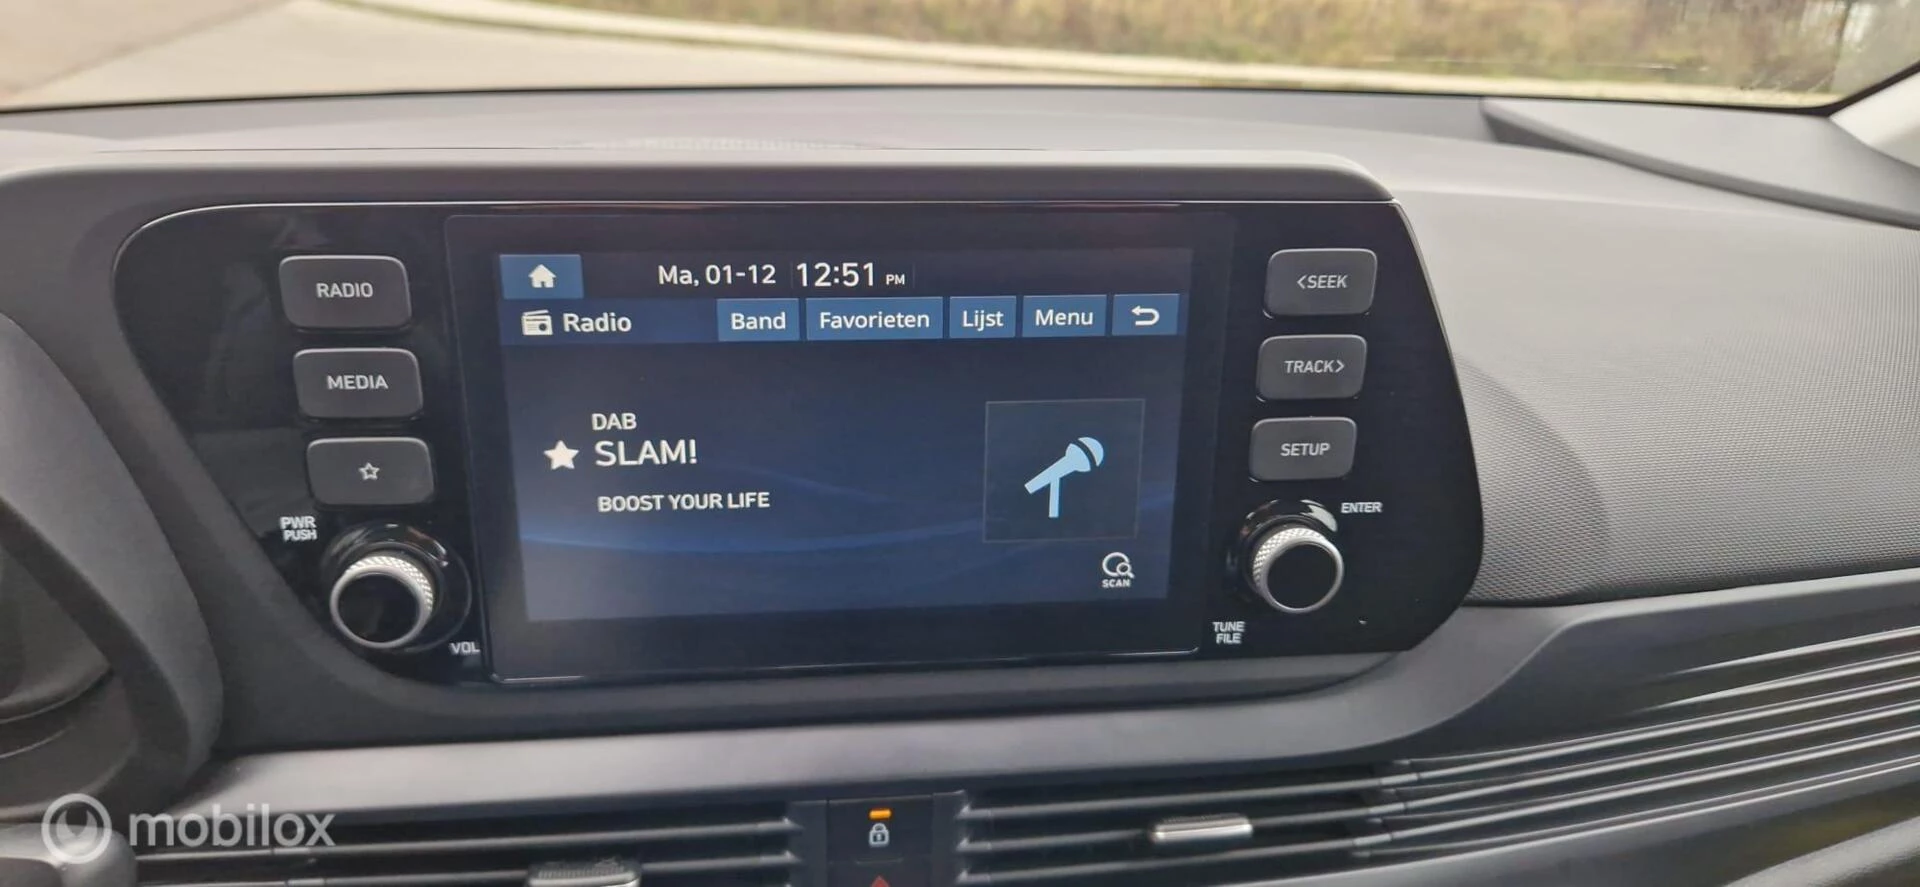 Ma, 01-12 12:51 PM
Radio Band Favorieten Lijst Menu
DAB
SLAM!
BOOST YOUR LIFE
SCAN
RADIO
MEDIA
PWR
PUSH
VOL
<SEEK
TRACK>
SETUP
ENTER
TUNE
FILE
mobilox